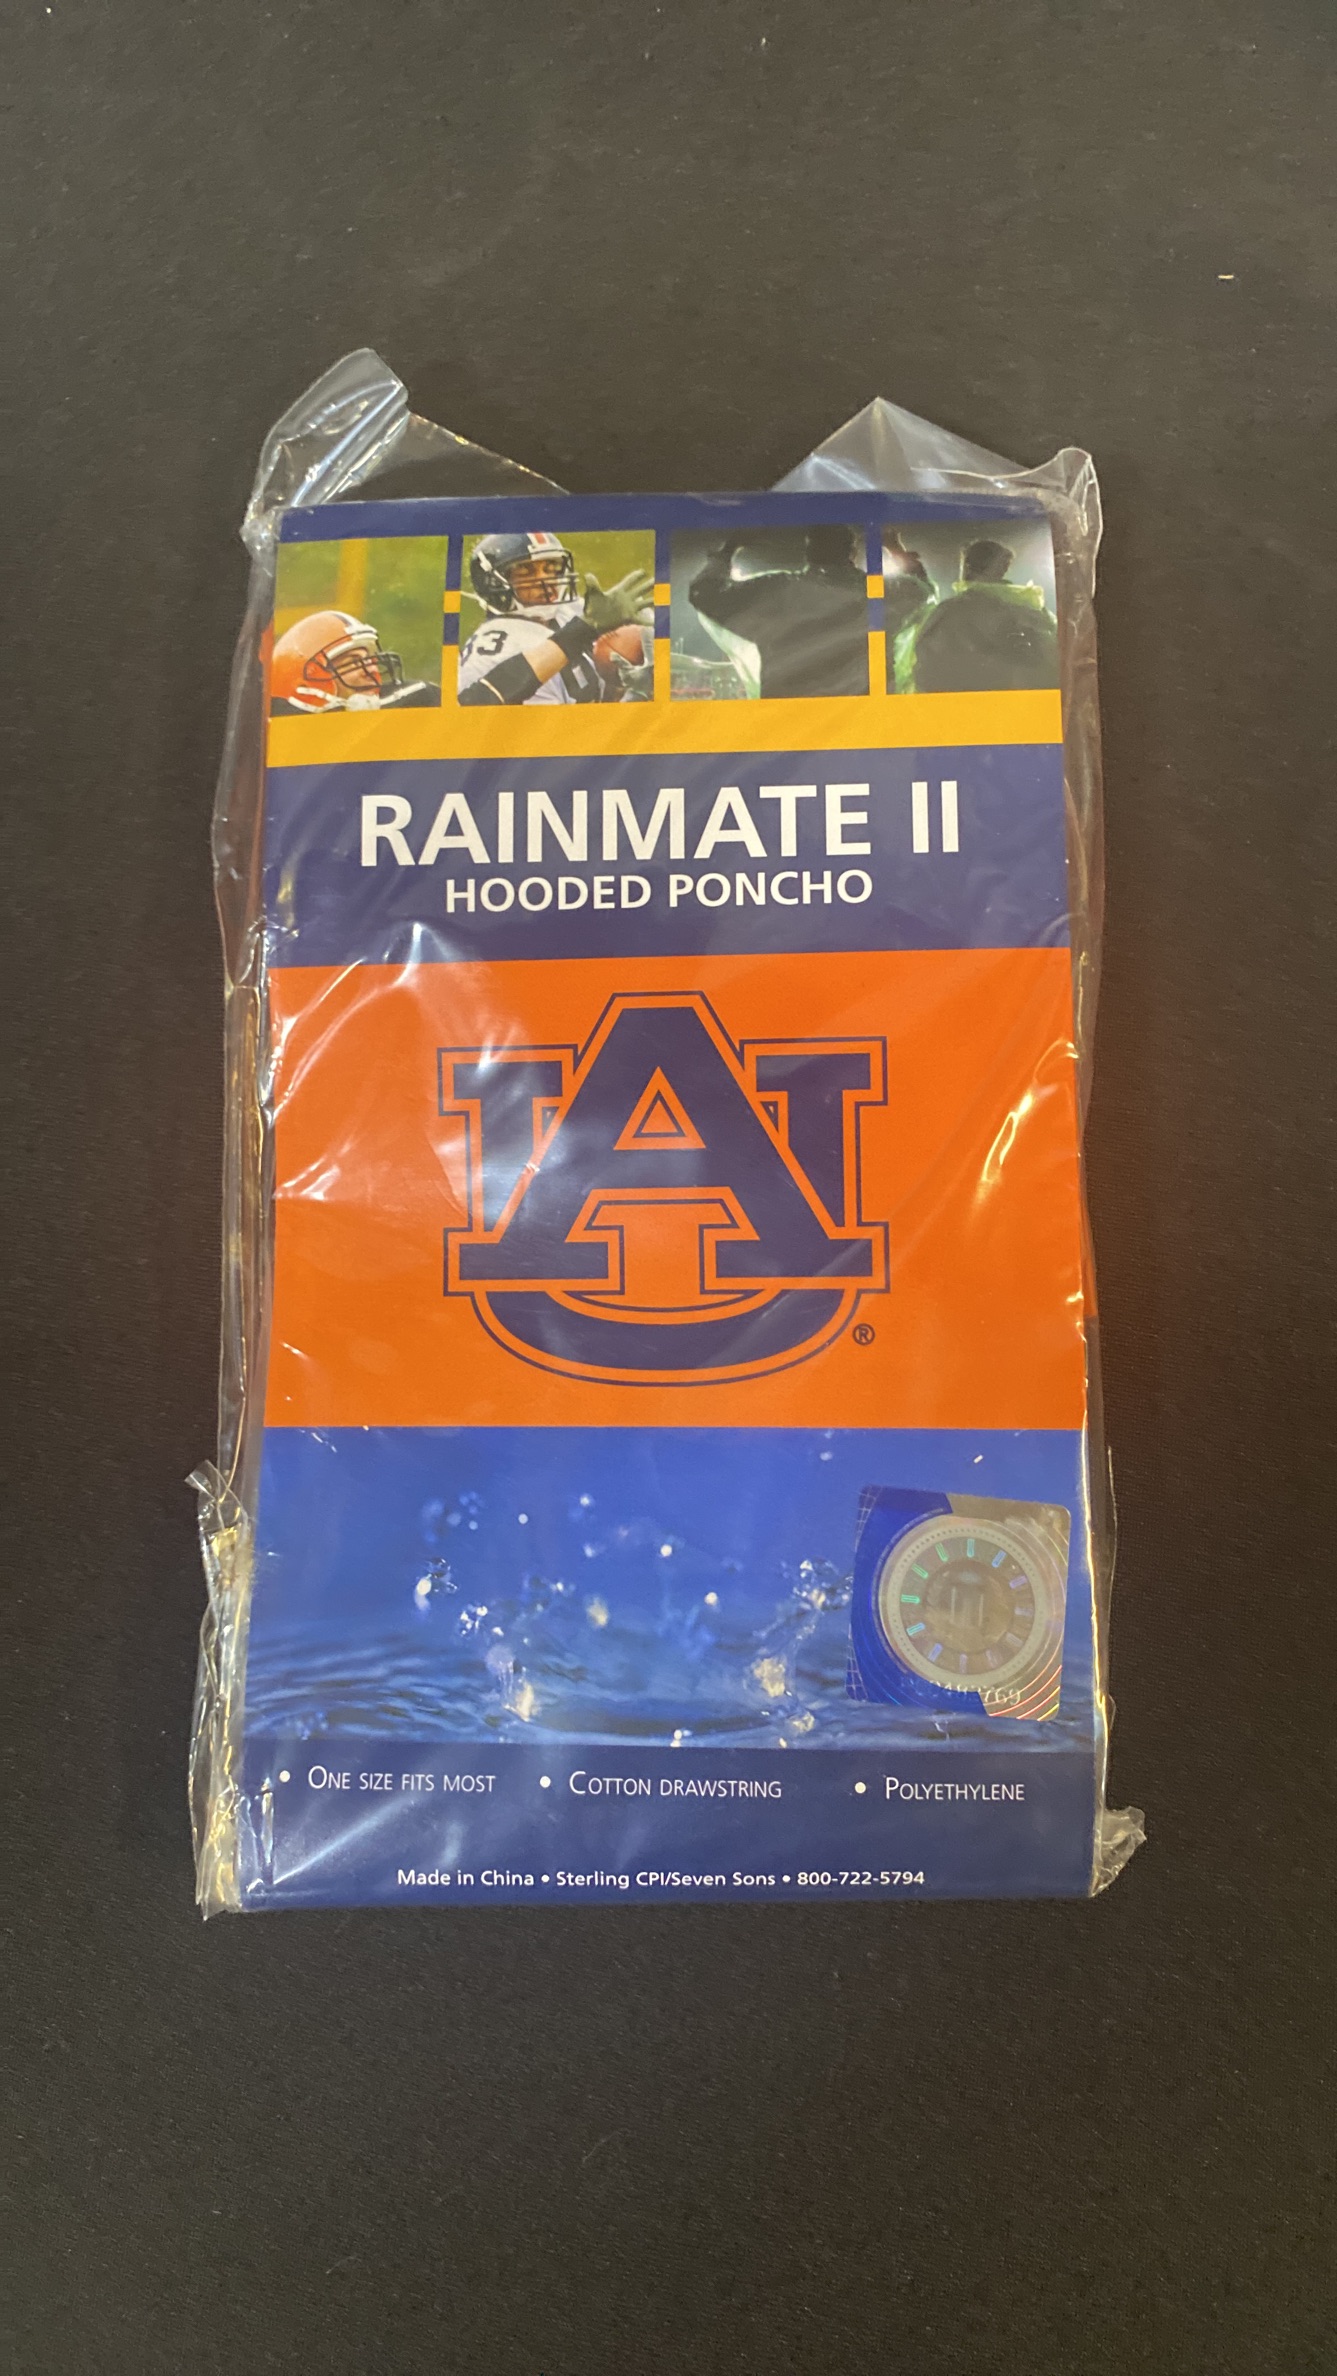 33
RAINMATE II
HOODED PONCHO
AU
®
• ONE SIZE FITS MOST • COTTON DRAWSTRING • POLYETHYLENE
Made in China • Sterling CPI/Seven Sons • 800-722-5794